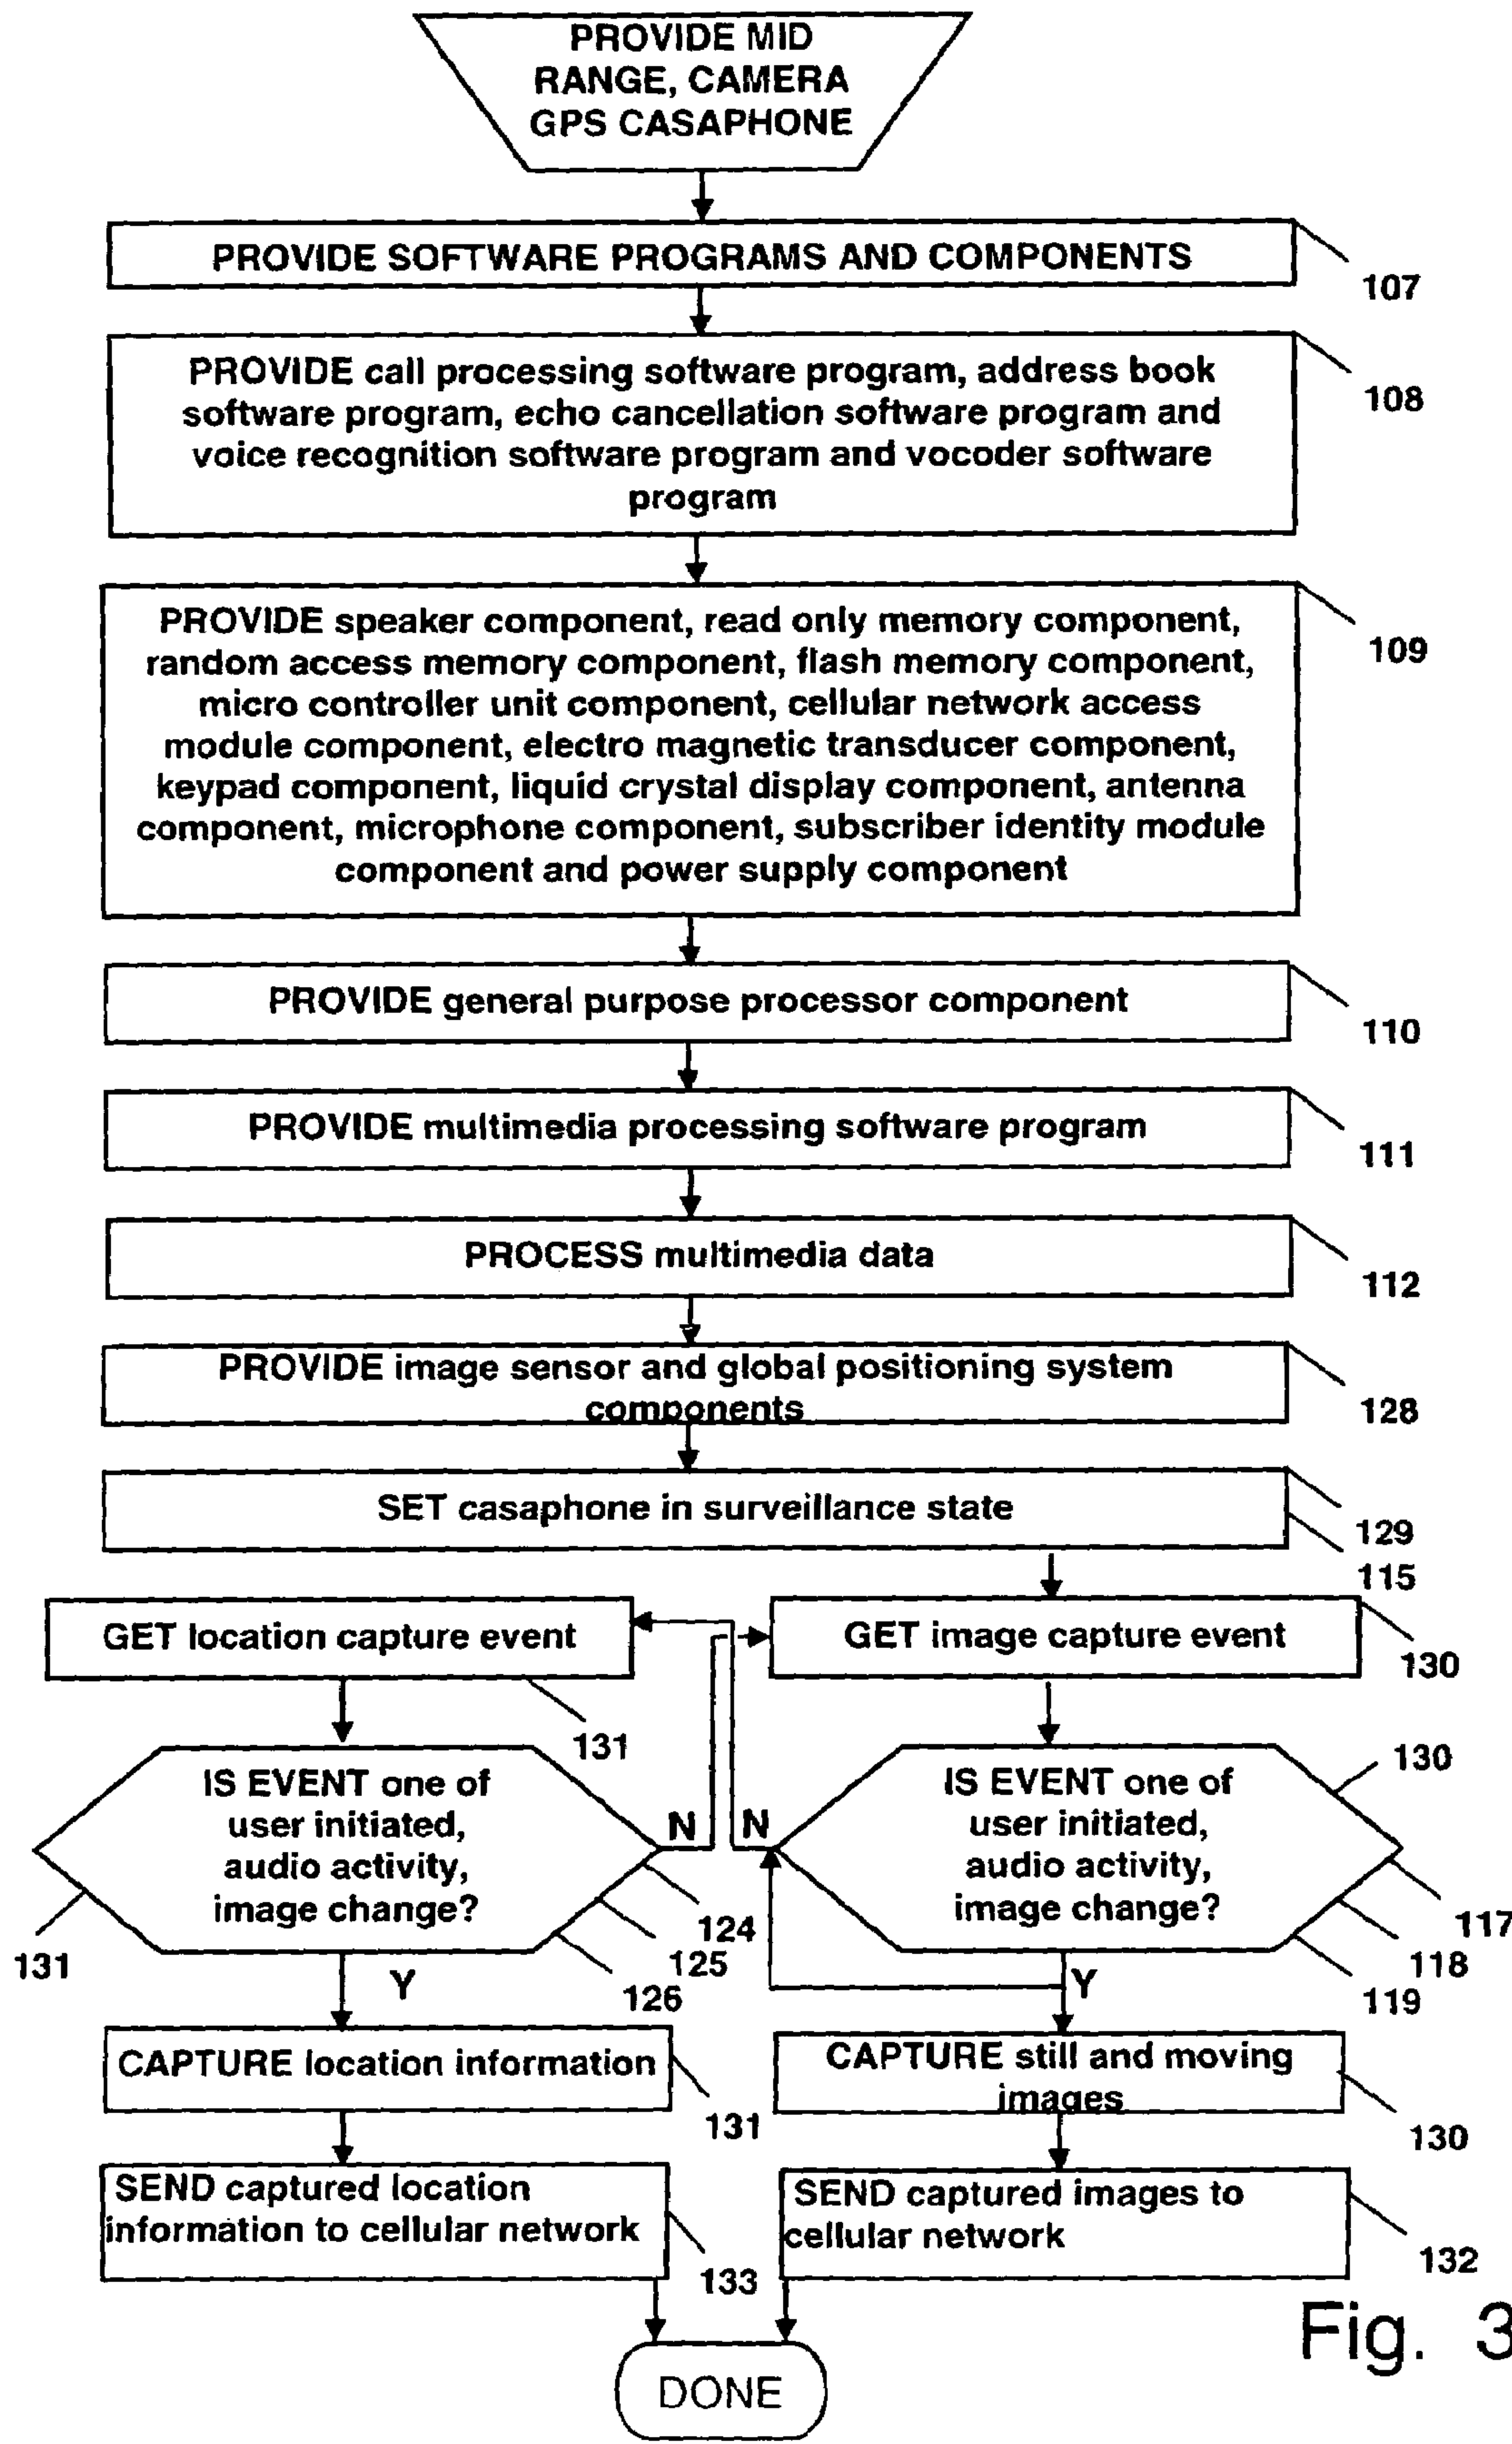 PROVIDE MID
RANGE, CAMERA
GPS CASAPHONE
PROVIDE SOFTWARE PROGRAMS AND COMPONENTS
107
PROVIDE call processing software program, address book
software program, echo cancellation software program and
voice recognition software program and vocoder software
program
108
PROVIDE speaker component, read only memory component,
random access memory component, flash memory component,
micro controller unit component, cellular network access
module component, electro magnetic transducer component,
keypad component, liquid crystal display component, antenna
component, microphone component, subscriber identity module
component and power supply component
109
PROVIDE general purpose processor component
110
PROVIDE multimedia processing software program
111
PROCESS multimedia data
112
PROVIDE image sensor and global positioning system
components
128
SET casaphone in surveillance state
129
115
GET location capture event
131
GET image capture event
130
IS EVENT one of
user initiated,
audio activity,
image change?
N
131
124
125
126
Y
IS EVENT one of
user initiated,
audio activity,
image change?
N
130
117
118
119
Y
CAPTURE location information
131
CAPTURE still and moving
images
130
SEND captured location
information to cellular network
133
SEND captured images to
cellular network
132
DONE
Fig. 3